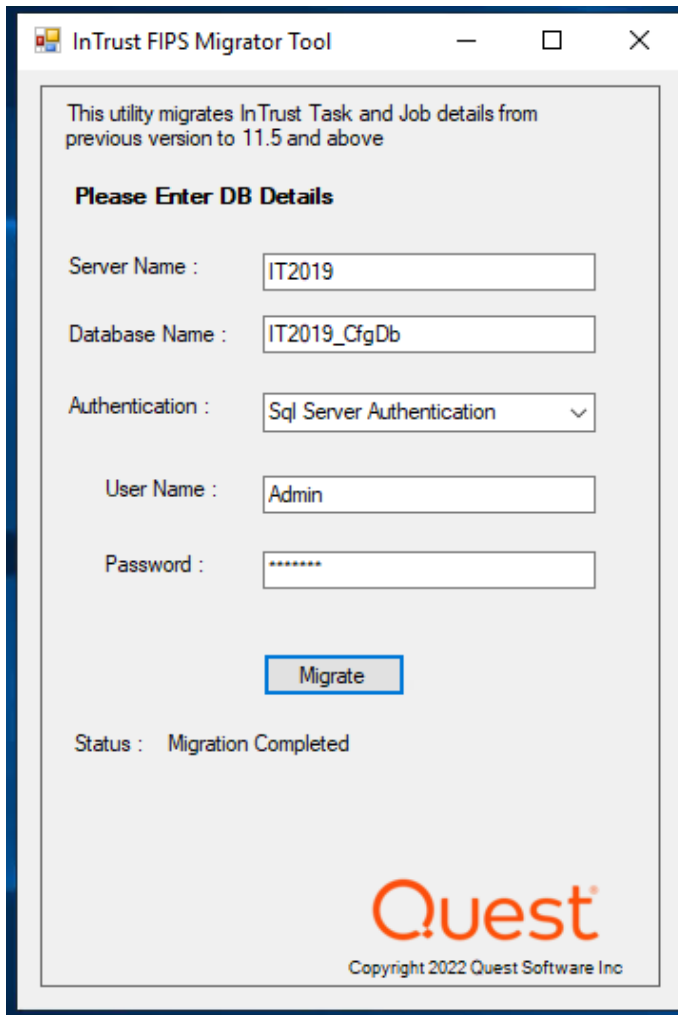 InTrust FIPS Migrator Tool
This utility migrates InTrust Task and Job details from
previous version to 11.5 and above
Please Enter DB Details
Server Name : IT2019
Database Name : IT2019_CfgDb
Authentication : Sql Server Authentication
User Name : Admin
Password : *******
Migrate
Status : Migration Completed
Quest®
Copyright 2022 Quest Software Inc